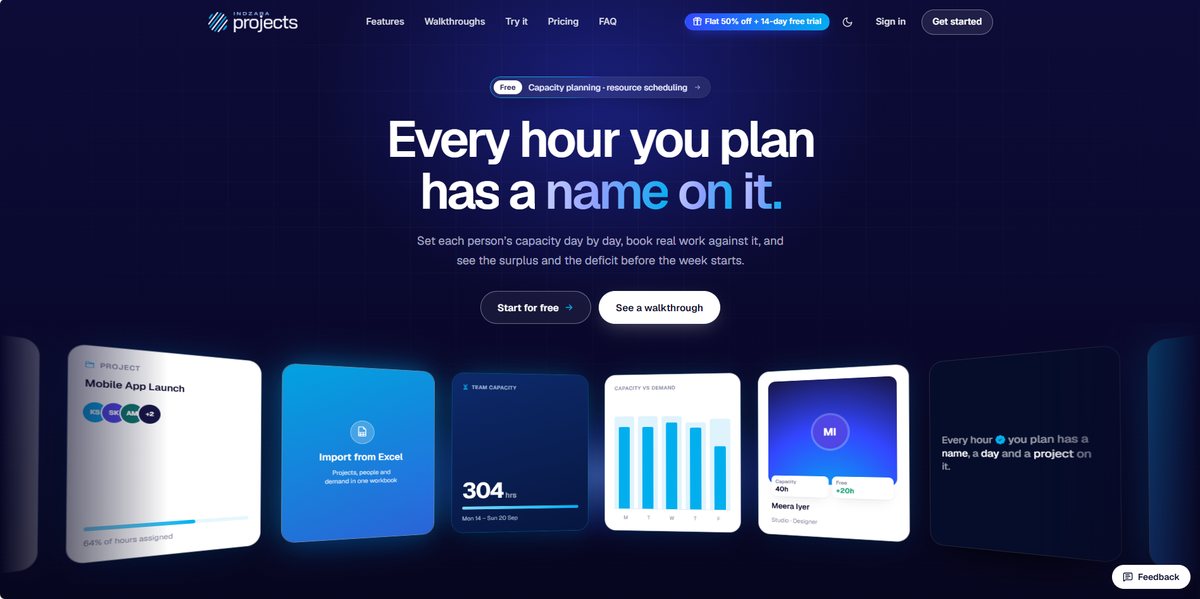 INDZARA
projects
Features
Walkthroughs
Try it
Pricing
FAQ
Flat 50% off + 14-day free trial
Sign in
Get started
Free
Capacity planning · resource scheduling →
Every hour you plan
has a name on it.
Set each person's capacity day by day, book real work against it, and
see the surplus and the deficit before the week starts.
Start for free →
See a walkthrough
PROJECT
Mobile App Launch
KS
SK
AM
+2
64% of hours assigned
Import from Excel
Projects, people and
demand in one workbook
TEAM CAPACITY
304 hrs
Mon 14 – Sun 20 Sep
CAPACITY VS DEMAND
M T W T F
MI
Capacity
40h
Free
+20h
Meera Iyer
Studio · Designer
Every hour you plan has a
name, a day and a project on
it.
Feedback